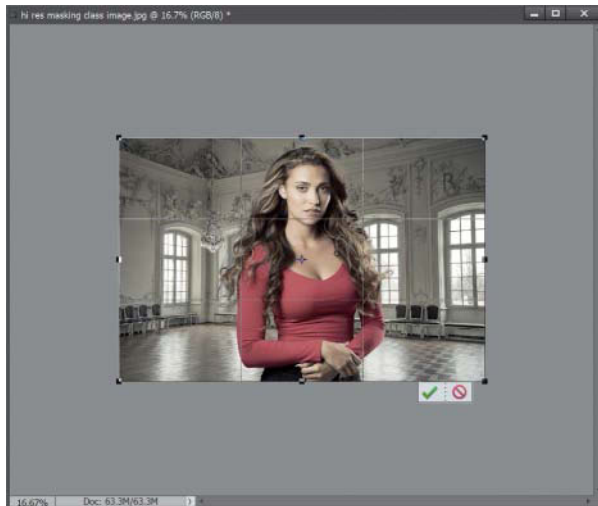 hi res masking class image.jpg @ 16.7% (RGB/8) *
16.67% Doc: 63.3M/63.3M